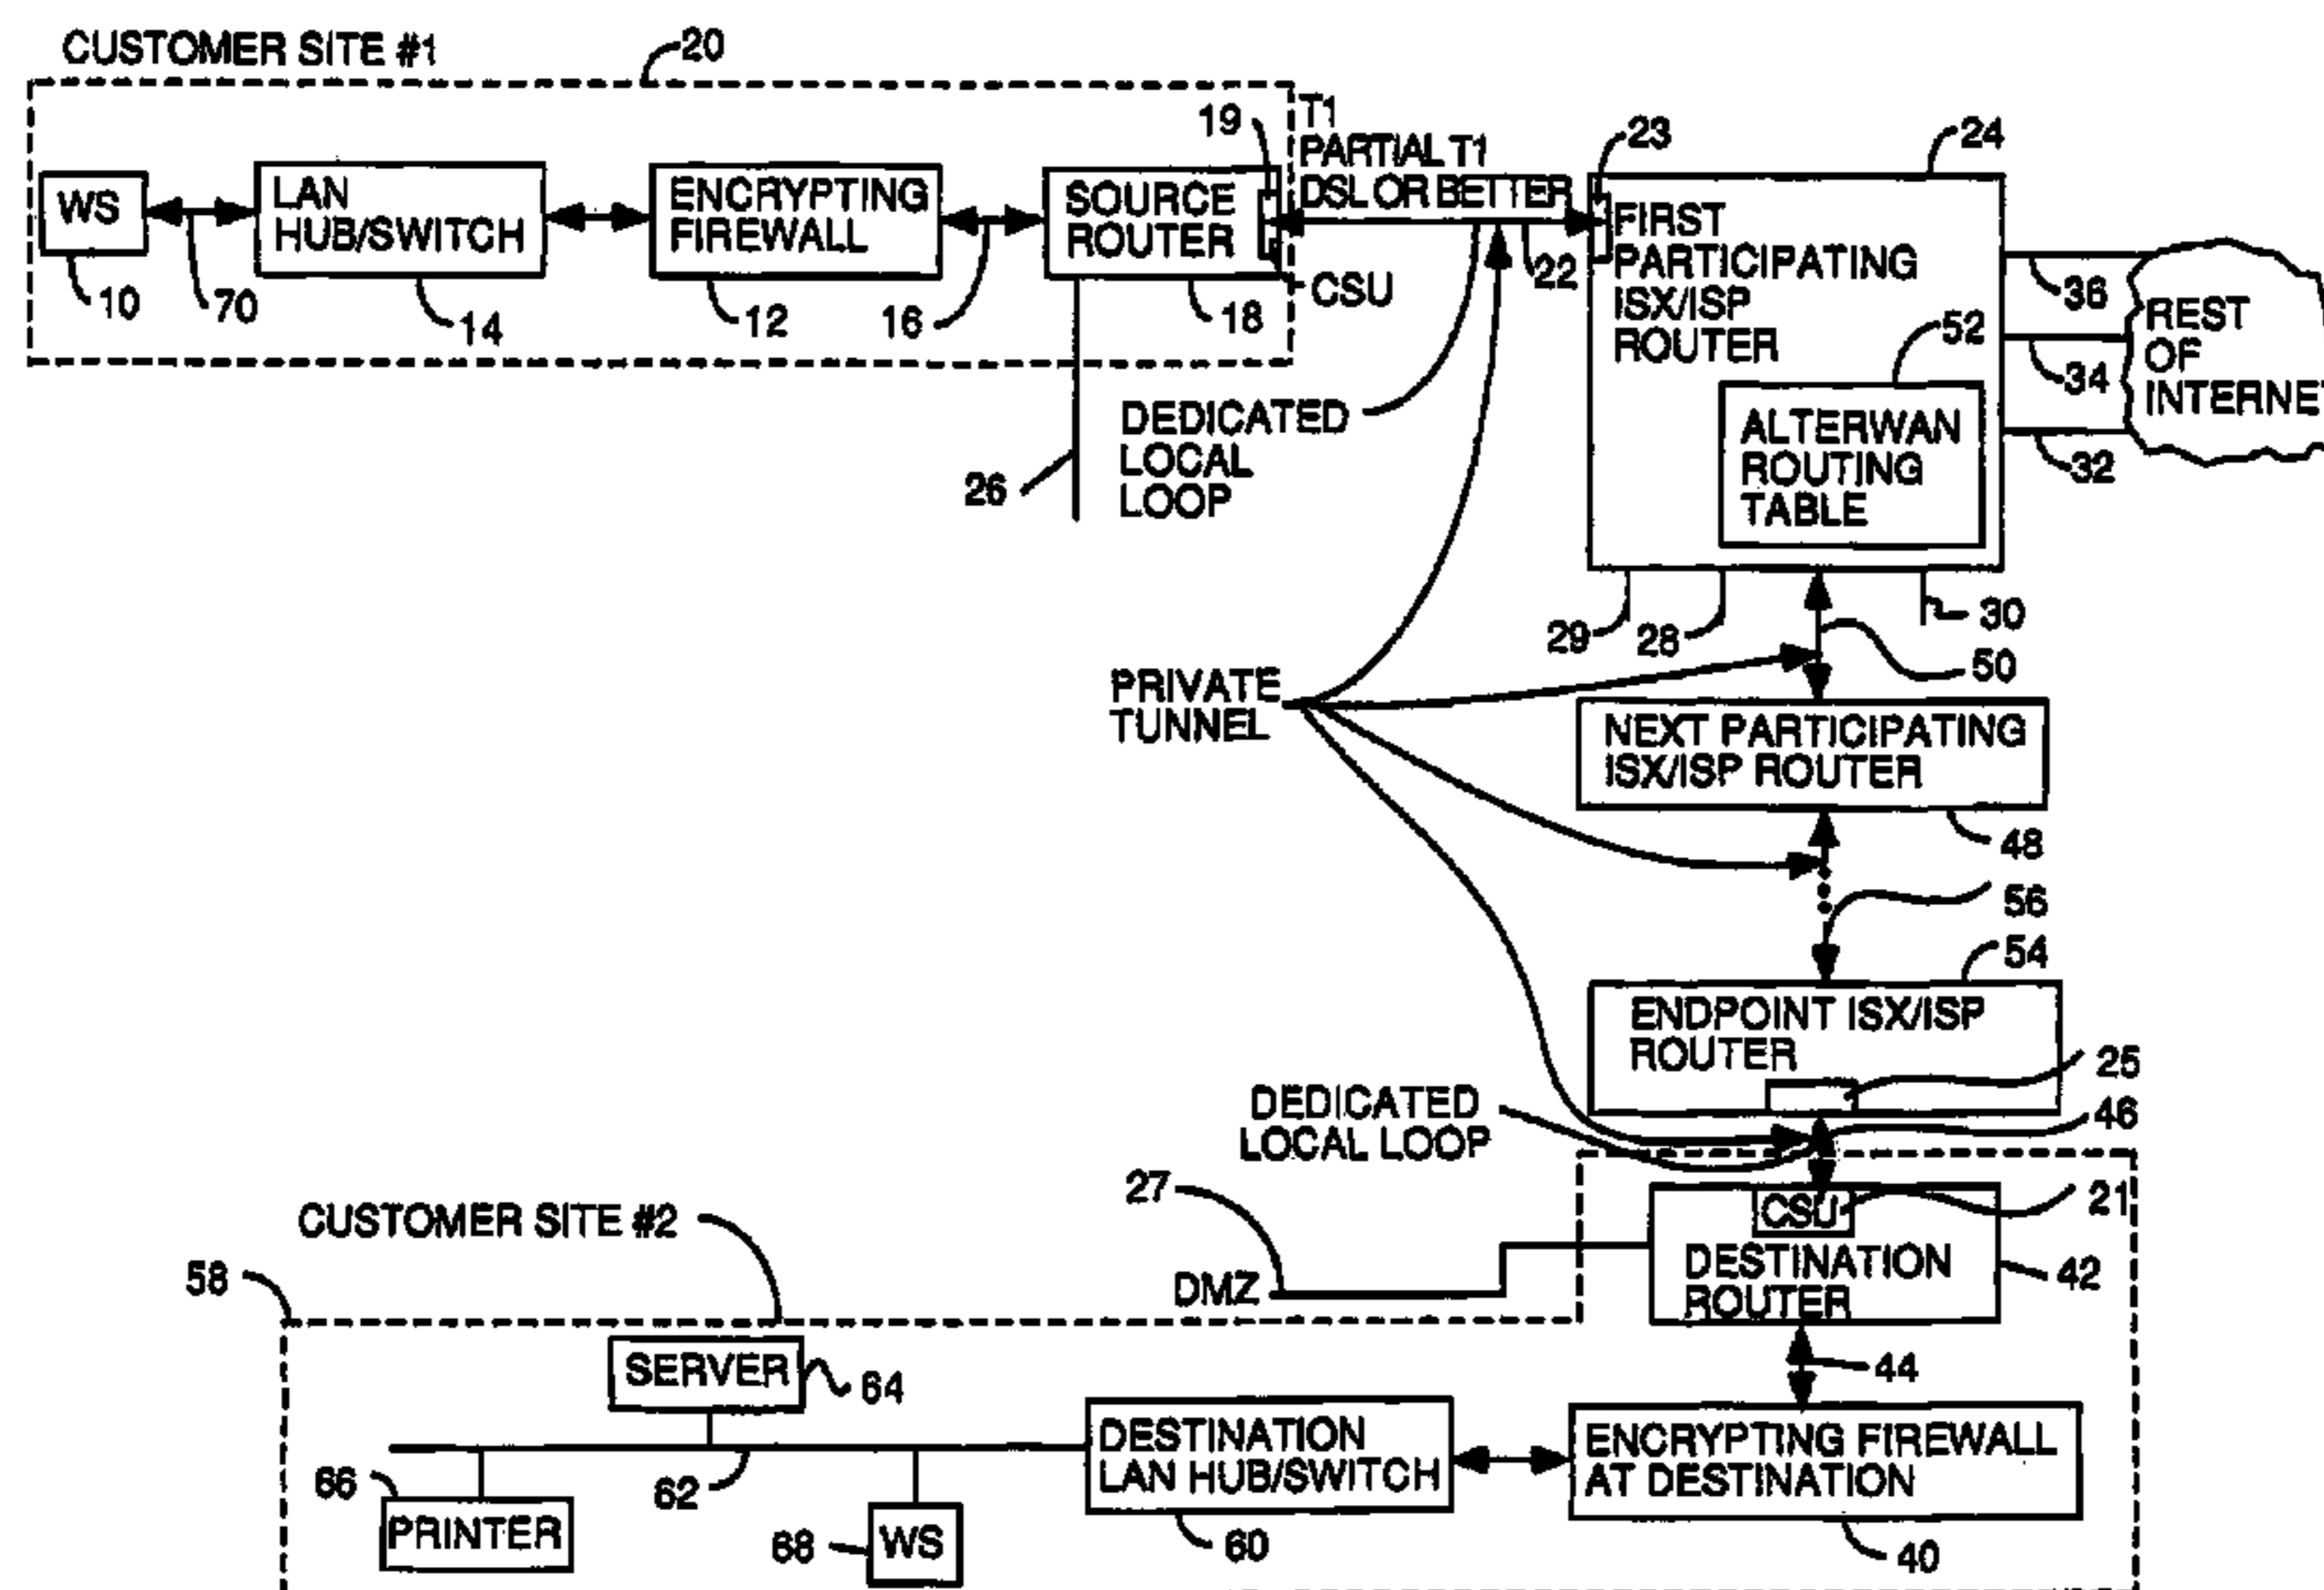 CUSTOMER SITE #1
20
19
T1
PARTIAL T1
DSL OR BETTER
23
24
WS
LAN
HUB/SWITCH
ENCRYPTING
FIREWALL
SOURCE
ROUTER
FIRST
PARTICIPATING
ISX/ISP
ROUTER
10
70
14
12
16
18
CSU
22
36
34
32
REST
OF
INTERNE
52
ALTERWAN
ROUTING
TABLE
26
DEDICATED
LOCAL
LOOP
29
28
30
50
PRIVATE
TUNNEL
NEXT PARTICIPATING
ISX/ISP ROUTER
48
56
54
ENDPOINT ISX/ISP
ROUTER
25
46
DEDICATED
LOCAL LOOP
27
21
CSU
DESTINATION
ROUTER
42
DMZ
CUSTOMER SITE #2
58
SERVER
64
44
DESTINATION
LAN HUB/SWITCH
ENCRYPTING FIREWALL
AT DESTINATION
66
62
PRINTER
68
WS
60
40